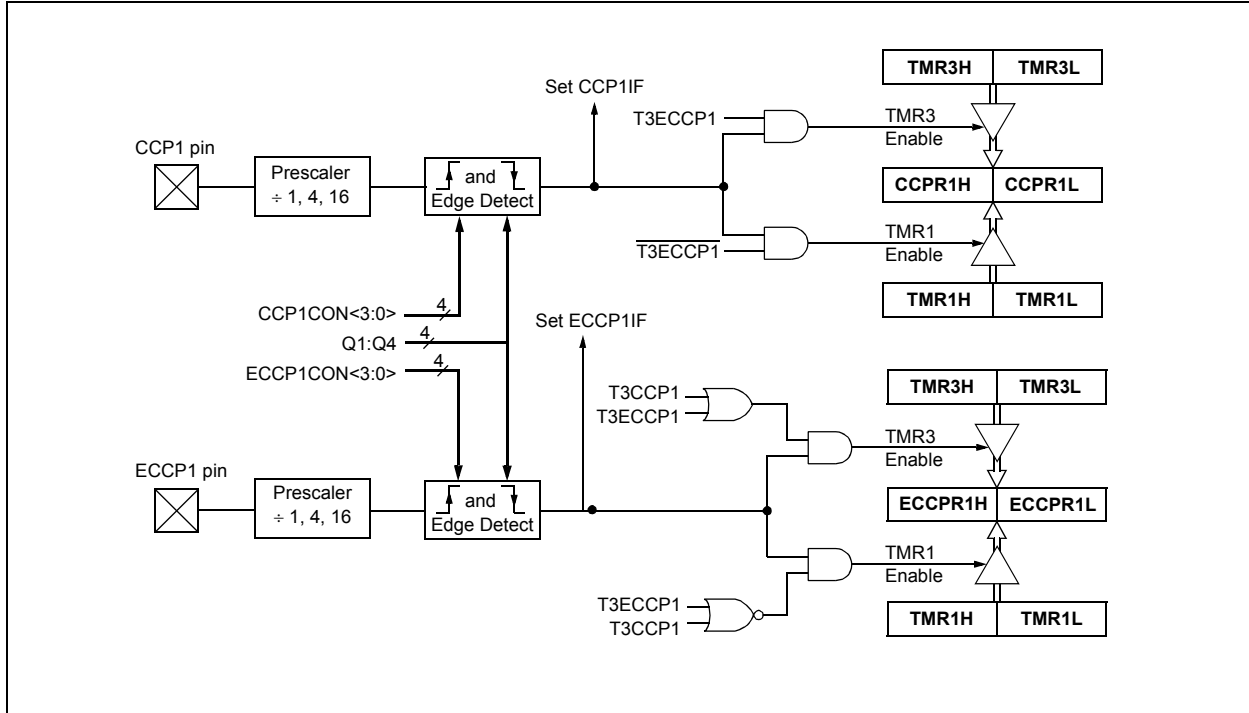 TMR3H TMR3L
Set CCP1IF
T3ECCP1
TMR3
Enable
CCP1 pin
Prescaler
÷ 1, 4, 16
and
Edge Detect
CCPR1H CCPR1L
T3ECCP1
TMR1
Enable
TMR1H TMR1L
CCP1CON<3:0> 4
Q1:Q4 4
ECCP1CON<3:0> 4
Set ECCP1IF
TMR3H TMR3L
T3CCP1
T3ECCP1
TMR3
Enable
ECCP1 pin
Prescaler
÷ 1, 4, 16
and
Edge Detect
ECCPR1H ECCPR1L
TMR1
Enable
T3ECCP1
T3CCP1
TMR1H TMR1L